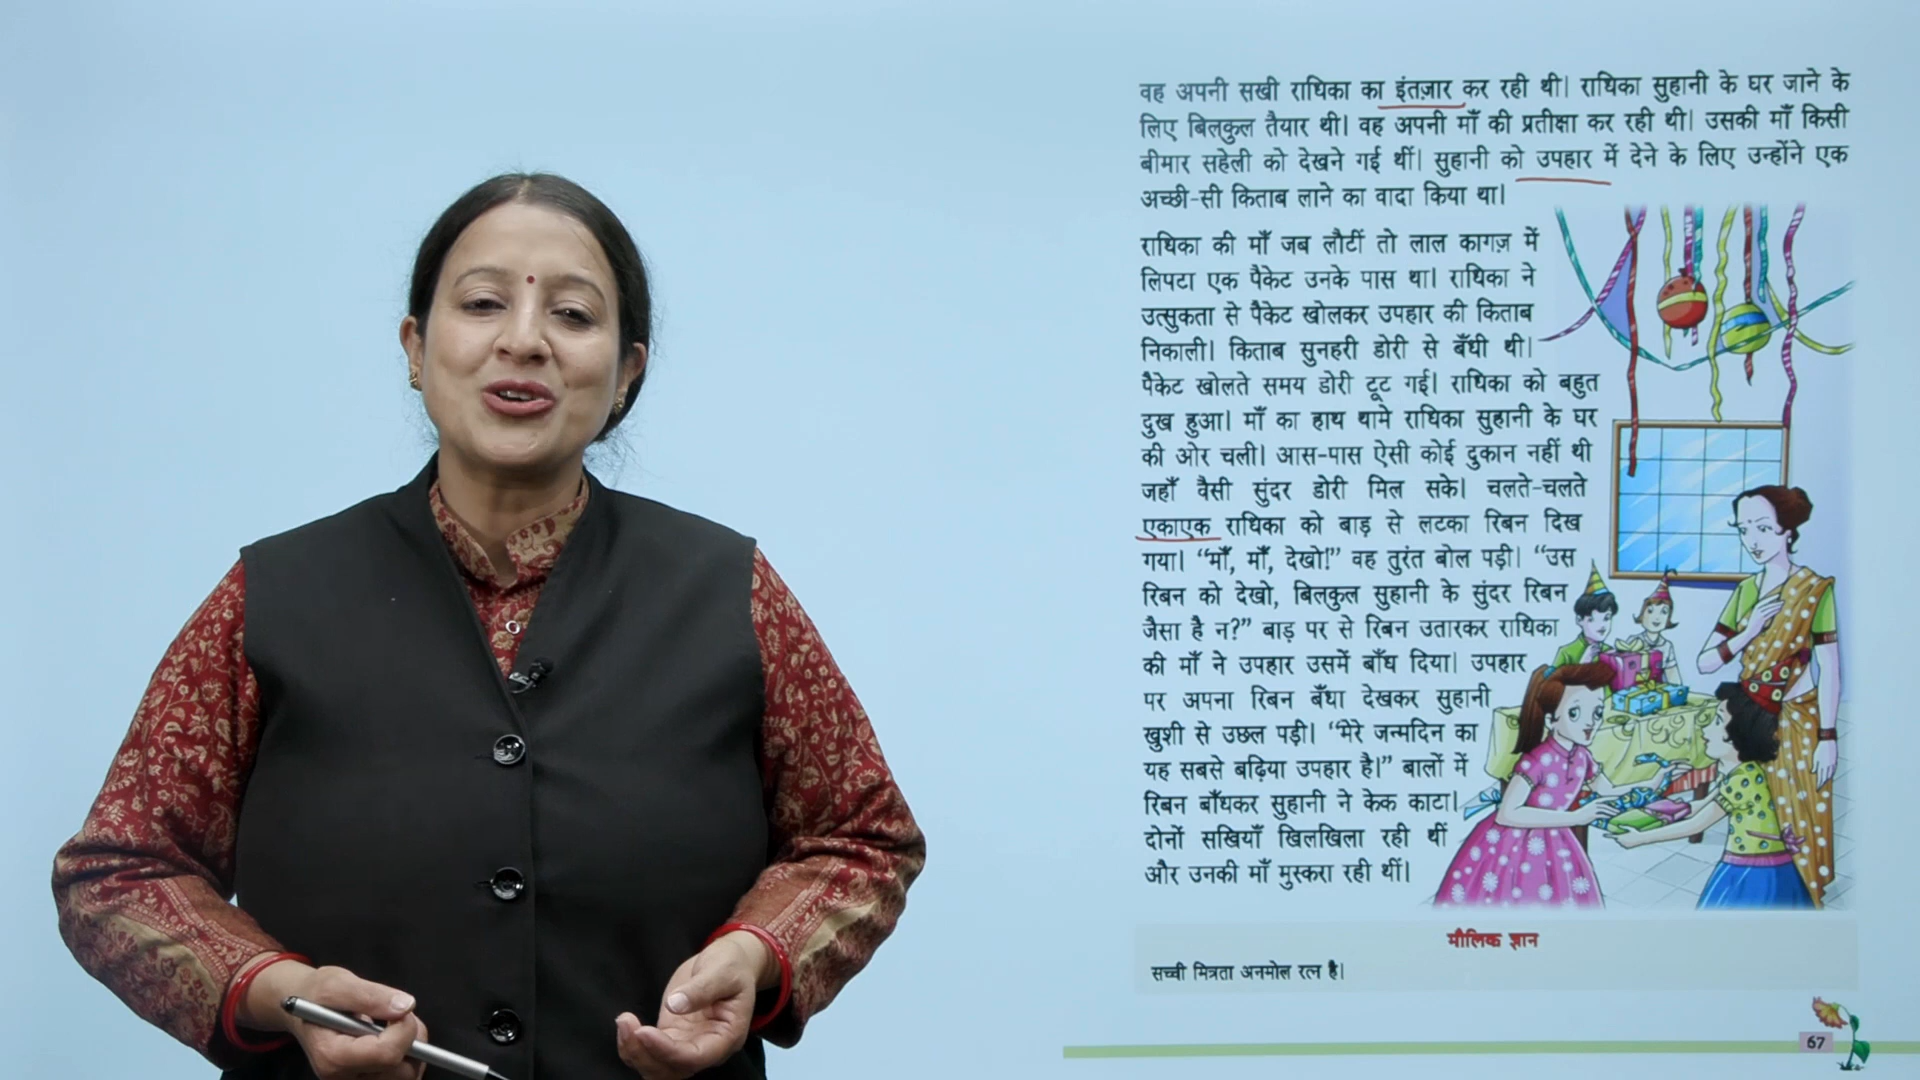 वह अपनी सखी राधिका का इंतज़ार कर रही थी। राधिका सुहानी के घर जाने के
लिए बिलकुल तैयार थी। वह अपनी माँ की प्रतीक्षा कर रही थी। उसकी माँ किसी
बीमार सहेली को देखने गई थीं। सुहानी को उपहार में देने के लिए उन्होंने एक
अच्छी-सी किताब लाने का वादा किया था।
राधिका की माँ जब लौटीं तो लाल कागज़ में
लिपटा एक पैकेट उनके पास था। राधिका ने
उत्सुकता से पैकेट खोलकर उपहार की किताब
निकाली। किताब सुनहरी डोरी से बँधी थी।
पैकेट खोलते समय डोरी टूट गई। राधिका को बहुत
दुख हुआ। माँ का हाथ थामे राधिका सुहानी के घर
की ओर चली। आस-पास ऐसी कोई दुकान नहीं थी
जहाँ वैसी सुंदर डोरी मिल सके। चलते-चलते
एकाएक राधिका को बाड़ से लटका रिबन दिख
गया। “माँ, माँ, देखो!” वह तुरंत बोल पड़ी। “उस
रिबन को देखो, बिलकुल सुहानी के सुंदर रिबन
जैसा है न?” बाड़ पर से रिबन उतारकर राधिका
की माँ ने उपहार उसमें बाँध दिया। उपहार
पर अपना रिबन बँधा देखकर सुहानी
खुशी से उछल पड़ी। “मेरे जन्मदिन का
यह सबसे बढ़िया उपहार है।” बालों में
रिबन बाँधकर सुहानी ने केक काटा।
दोनों सखियाँ खिलखिला रही थीं
और उनकी माँ मुस्करा रही थीं।
मौलिक ज्ञान
सच्ची मित्रता अनमोल रत्न है।
67